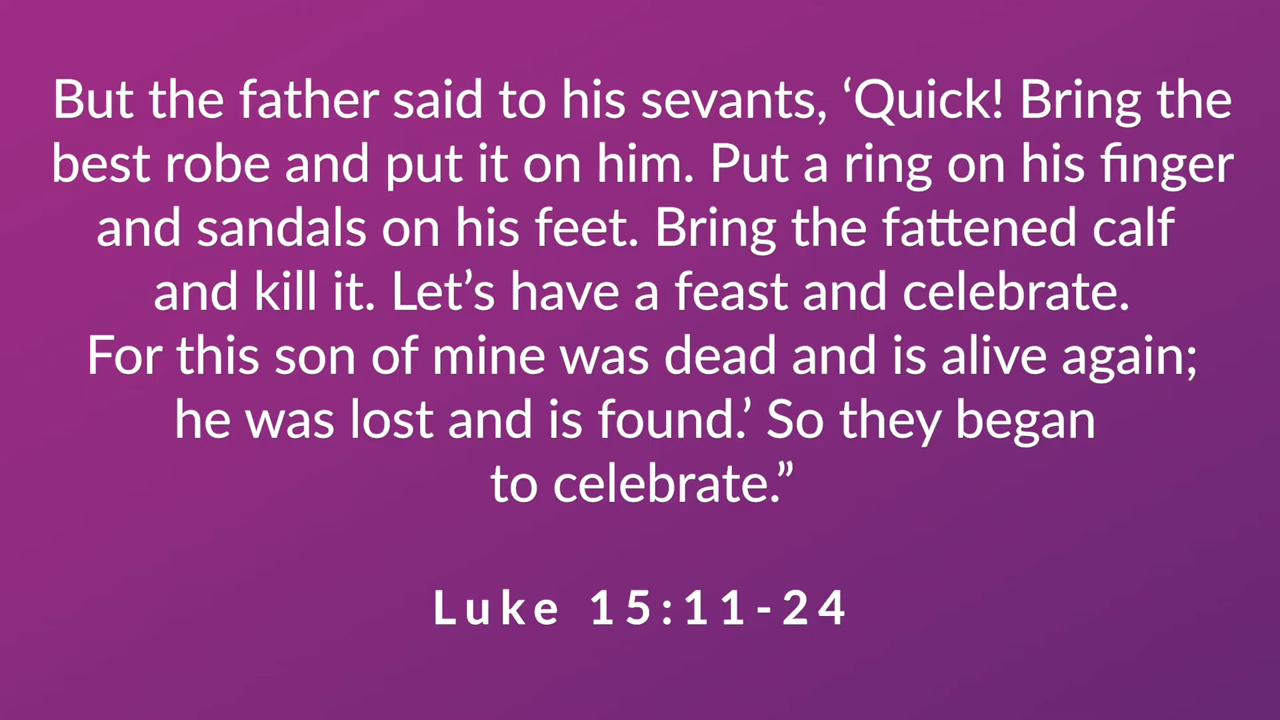 But the father said to his sevants, ‘Quick! Bring the
best robe and put it on him. Put a ring on his finger
and sandals on his feet. Bring the fattened calf
and kill it. Let’s have a feast and celebrate.
For this son of mine was dead and is alive again;
he was lost and is found.’ So they began
to celebrate.”
Luke 15:11-24